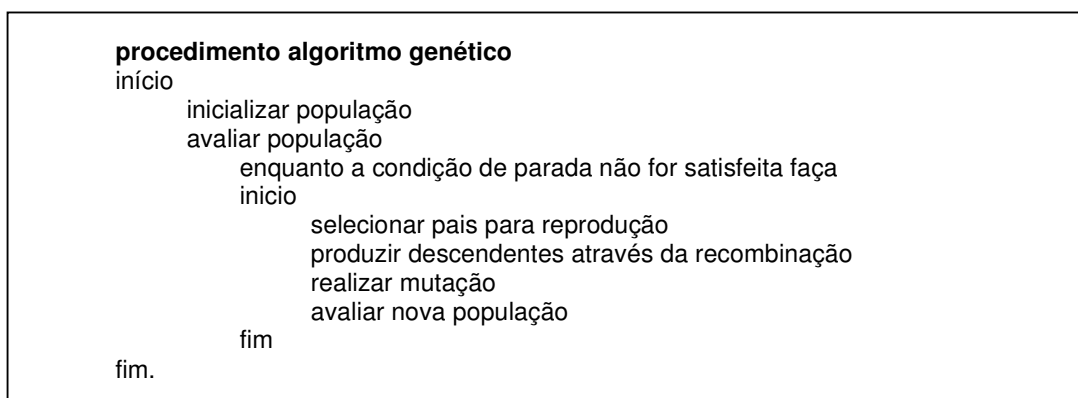 procedimento algoritmo genético
início
inicializar população
avaliar população
enquanto a condição de parada não for satisfeita faça
inicio
selecionar pais para reprodução
produzir descendentes através da recombinação
realizar mutação
avaliar nova população
fim
fim.